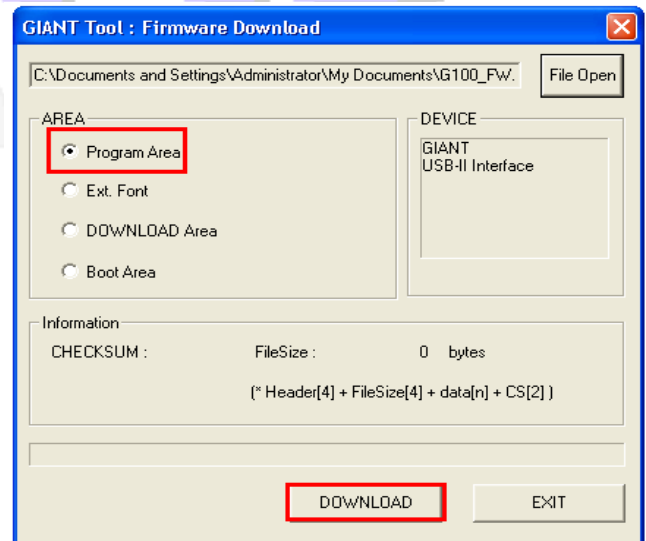 GIANT Tool : Firmware Download
C:\Documents and Settings\Administrator\My Documents\G100_FW.
File Open
AREA
Program Area
Ext. Font
DOWNLOAD Area
Boot Area
DEVICE
GIANT
USB-II Interface
Information
CHECKSUM : FileSize : 0 bytes
(* Header[4] + FileSize[4] + data[n] + CS[2] )
DOWNLOAD EXIT